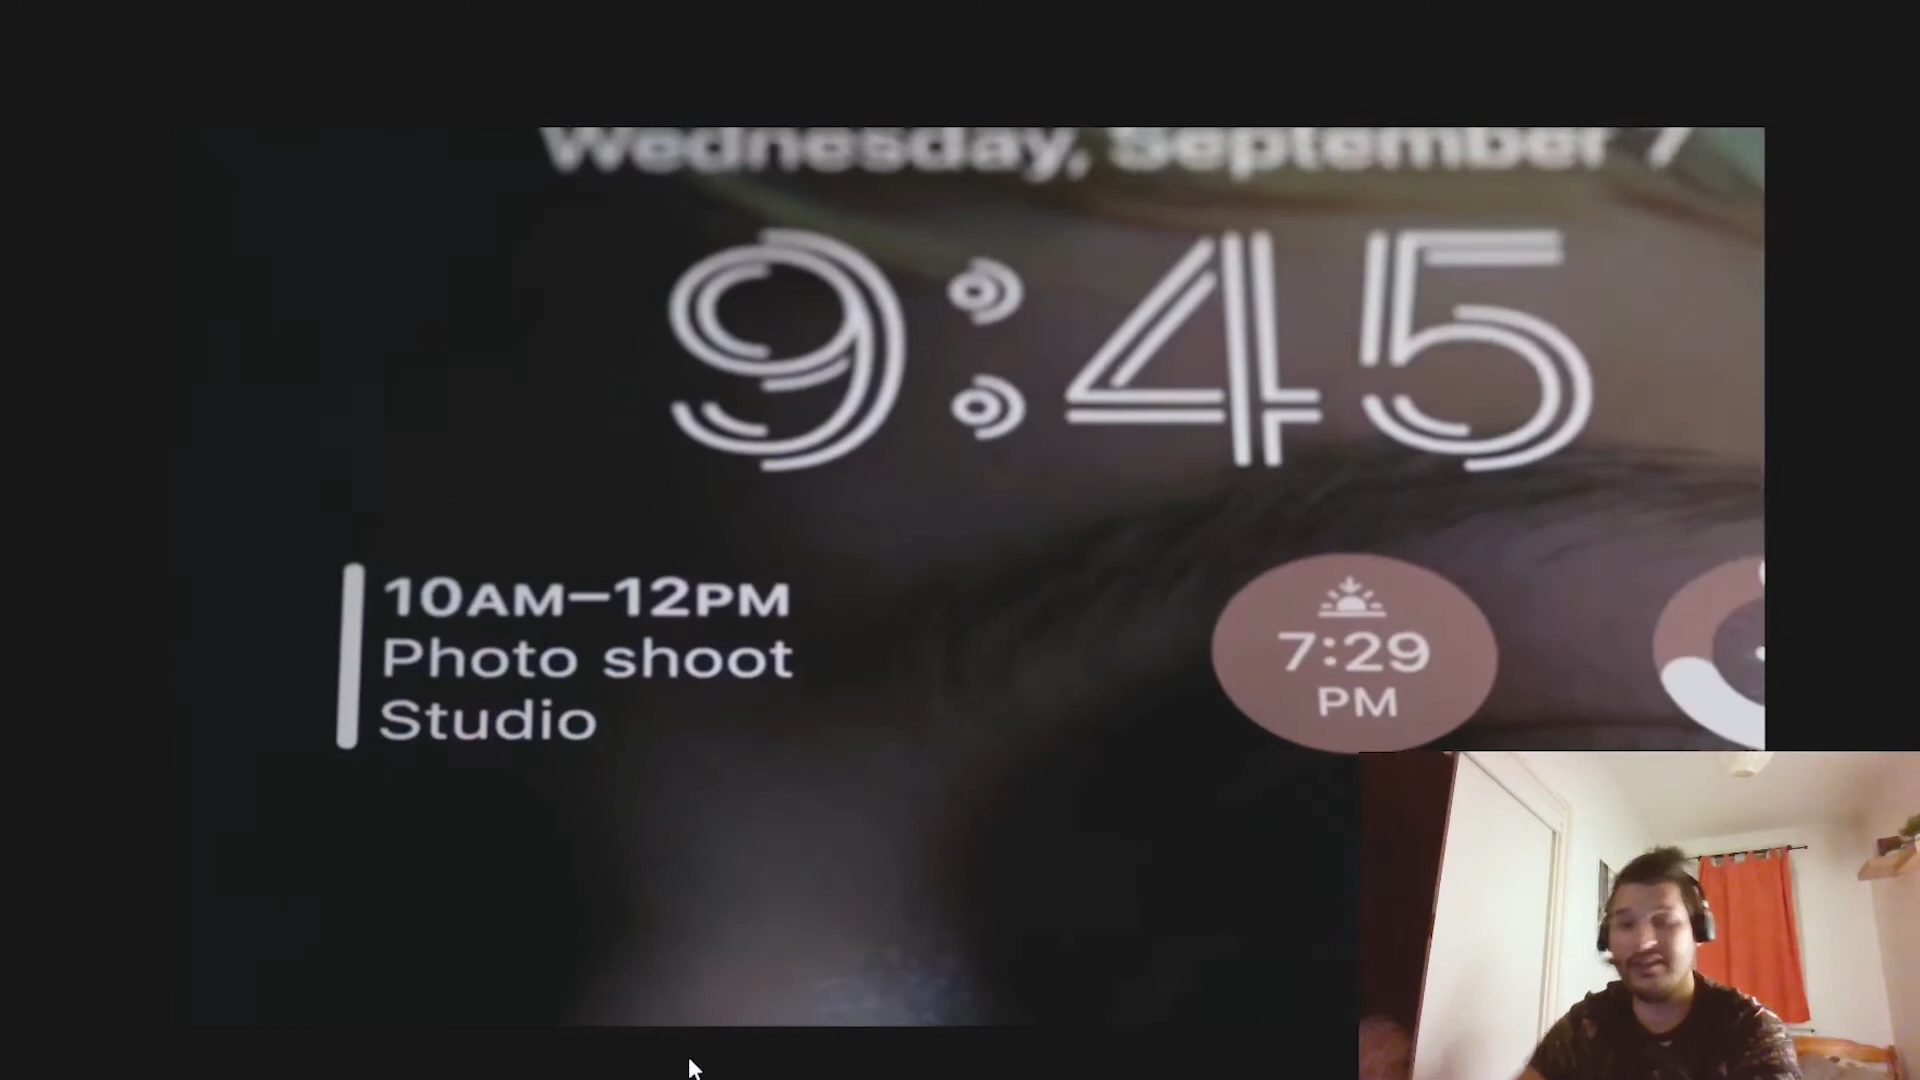 Wednesday, September 7
9:45
10AM–12PM
Photo shoot
Studio
7:29
PM